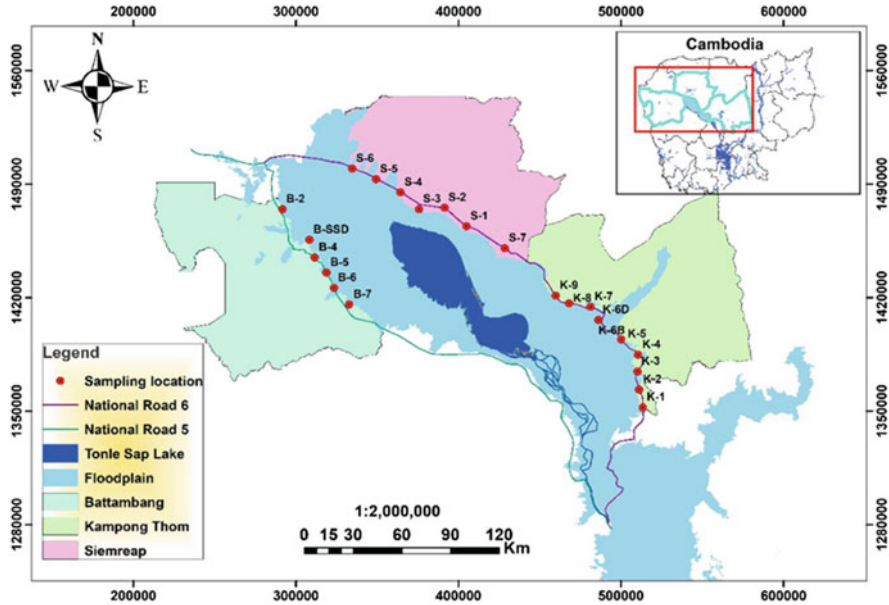 200000 300000 400000 500000 600000
1560000 1490000 1420000 1350000 1280000
N
W E
S
Cambodia
1560000 1490000 1420000 1350000 1280000
S-6
S-5
S-4
S-3
S-2
S-1
S-7
B-2
B-SSD
B-4
B-5
B-6
B-7
K-9
K-8
K-7
K-6D
K-6B
K-5
K-4
K-3
K-2
K-1
Legend
Sampling location
National Road 6
National Road 5
Tonle Sap Lake
Floodplain
Battambang
Kampong Thom
Siemreap
1:2,000,000
0 15 30 60 90 120
Km
200000 300000 400000 500000 600000